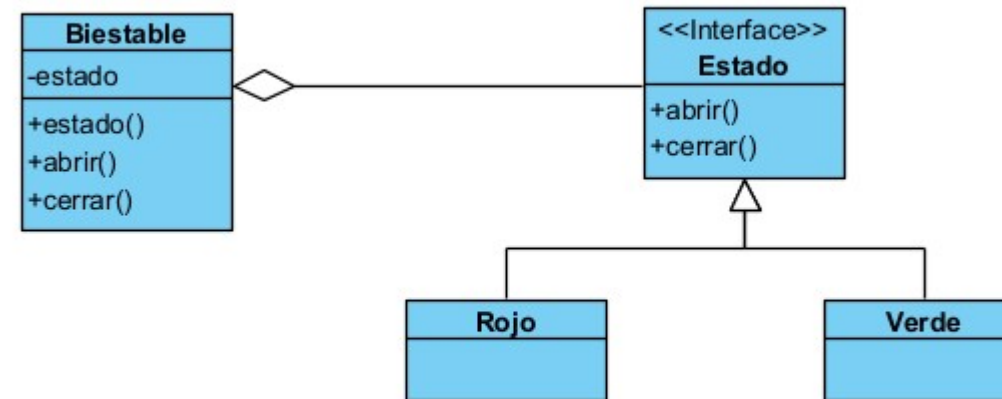 Biestable
-estado
+estado()
+abrir()
+cerrar()
<<Interface>>
Estado
+abrir()
+cerrar()
Rojo
Verde